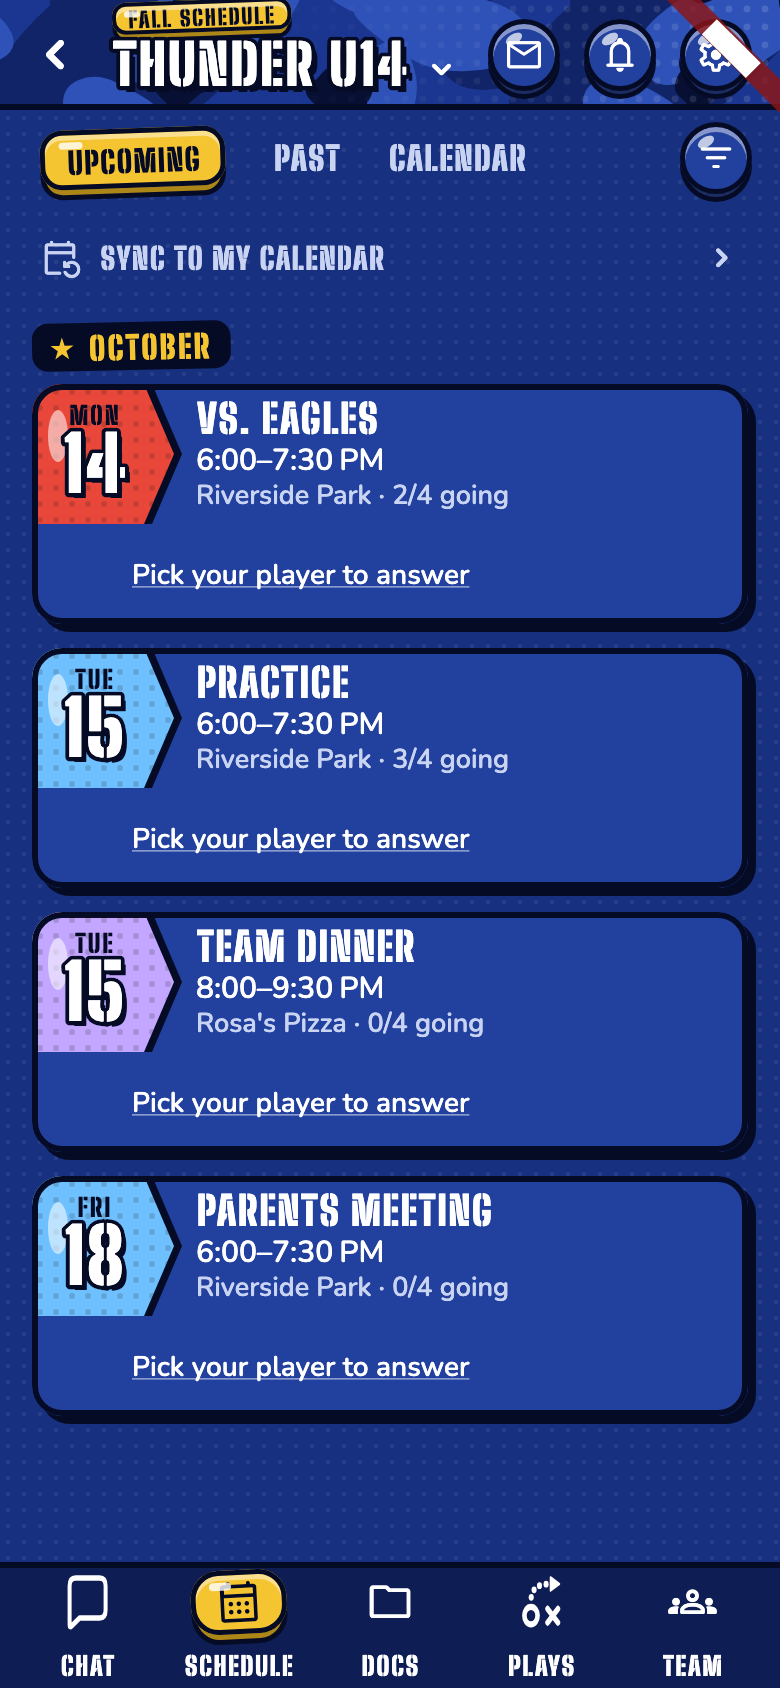 FALL SCHEDULE
THUNDER U14
UPCOMING
PAST
CALENDAR
SYNC TO MY CALENDAR
★ OCTOBER
MON
14
VS. EAGLES
6:00–7:30 PM
Riverside Park · 2/4 going
Pick your player to answer
TUE
15
PRACTICE
6:00–7:30 PM
Riverside Park · 3/4 going
Pick your player to answer
TUE
15
TEAM DINNER
8:00–9:30 PM
Rosa's Pizza · 0/4 going
Pick your player to answer
FRI
18
PARENTS MEETING
6:00–7:30 PM
Riverside Park · 0/4 going
Pick your player to answer
CHAT
SCHEDULE
DOCS
PLAYS
TEAM